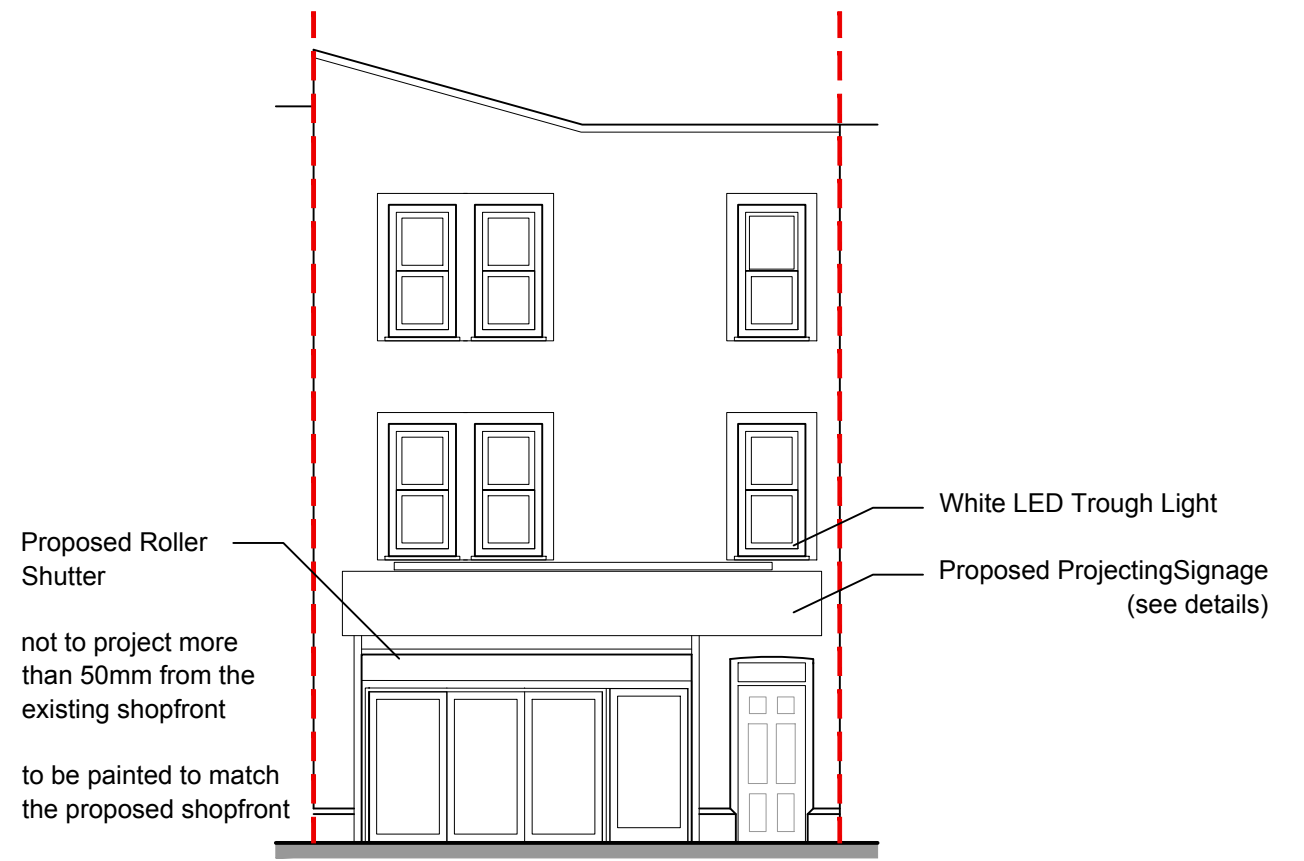 White LED Trough Light
Proposed Roller
Shutter
not to project more
than 50mm from the
existing shopfront
to be painted to match
the proposed shopfront
Proposed ProjectingSignage
(see details)